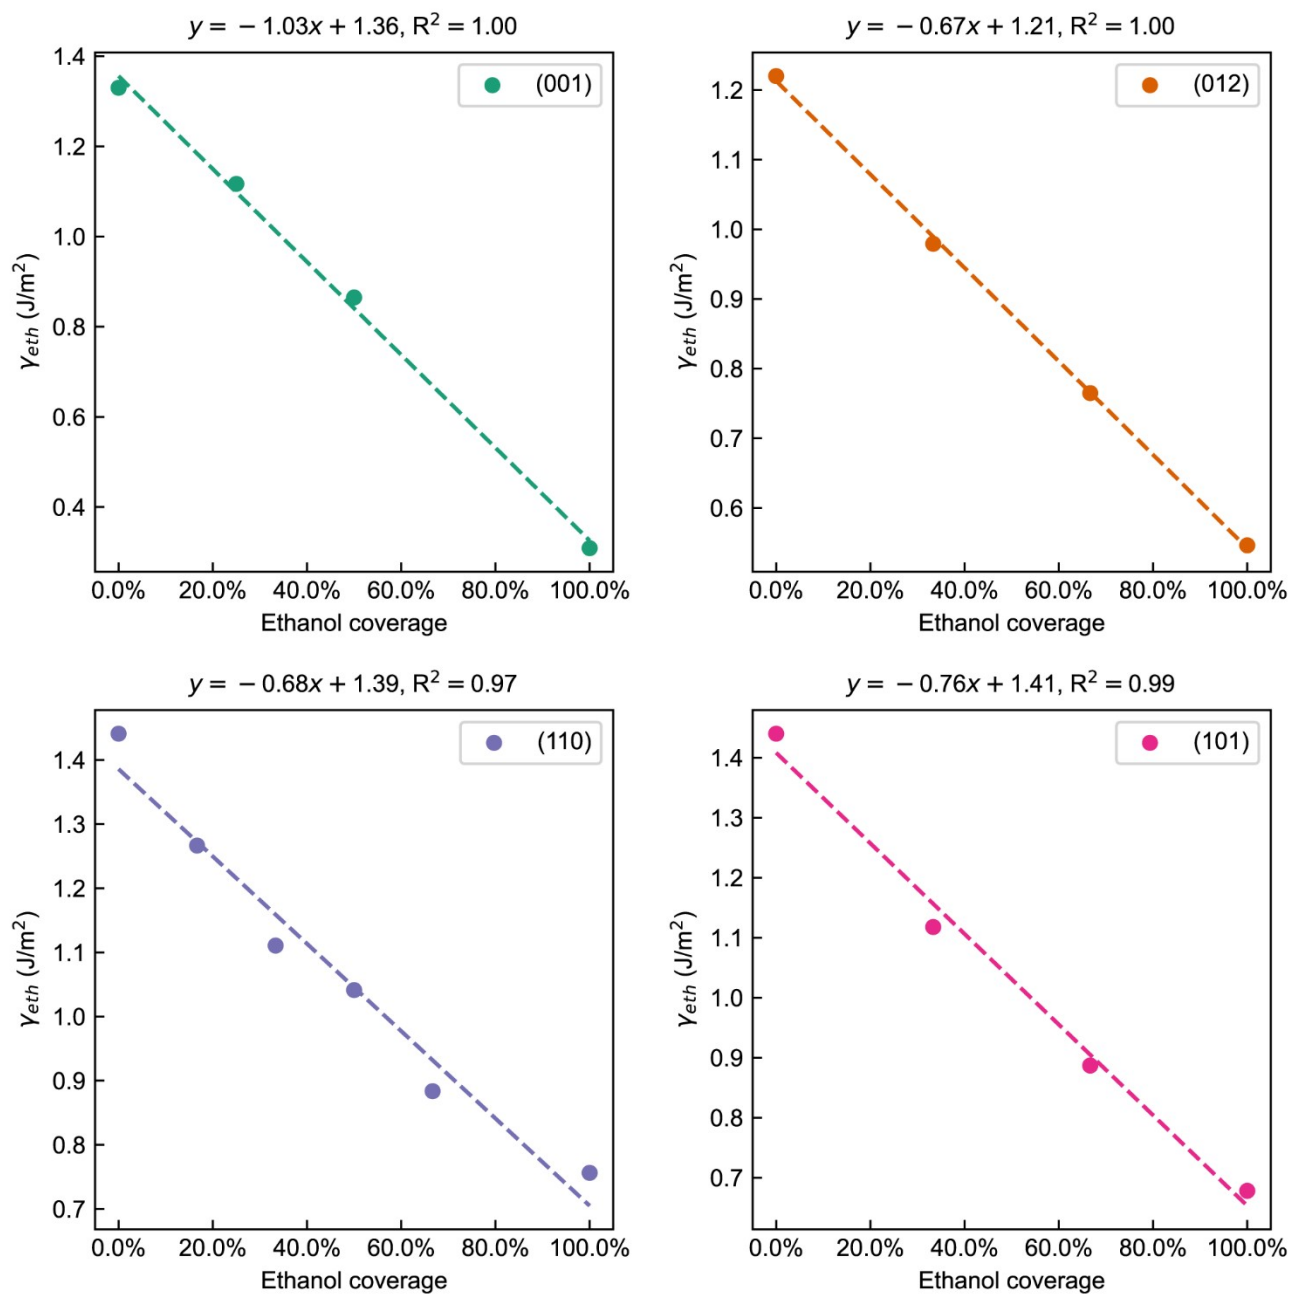 y = −1.03x + 1.36, R² = 1.00
(001)
1.4
1.2
1.0
0.8
0.6
0.4
γeth (J/m²)
0.0% 20.0% 40.0% 60.0% 80.0% 100.0%
Ethanol coverage
y = −0.67x + 1.21, R² = 1.00
(012)
1.2
1.1
1.0
0.9
0.8
0.7
0.6
γeth (J/m²)
0.0% 20.0% 40.0% 60.0% 80.0% 100.0%
Ethanol coverage
y = −0.68x + 1.39, R² = 0.97
(110)
1.4
1.3
1.2
1.1
1.0
0.9
0.8
0.7
γeth (J/m²)
0.0% 20.0% 40.0% 60.0% 80.0% 100.0%
Ethanol coverage
y = −0.76x + 1.41, R² = 0.99
(101)
1.4
1.3
1.2
1.1
1.0
0.9
0.8
0.7
γeth (J/m²)
0.0% 20.0% 40.0% 60.0% 80.0% 100.0%
Ethanol coverage